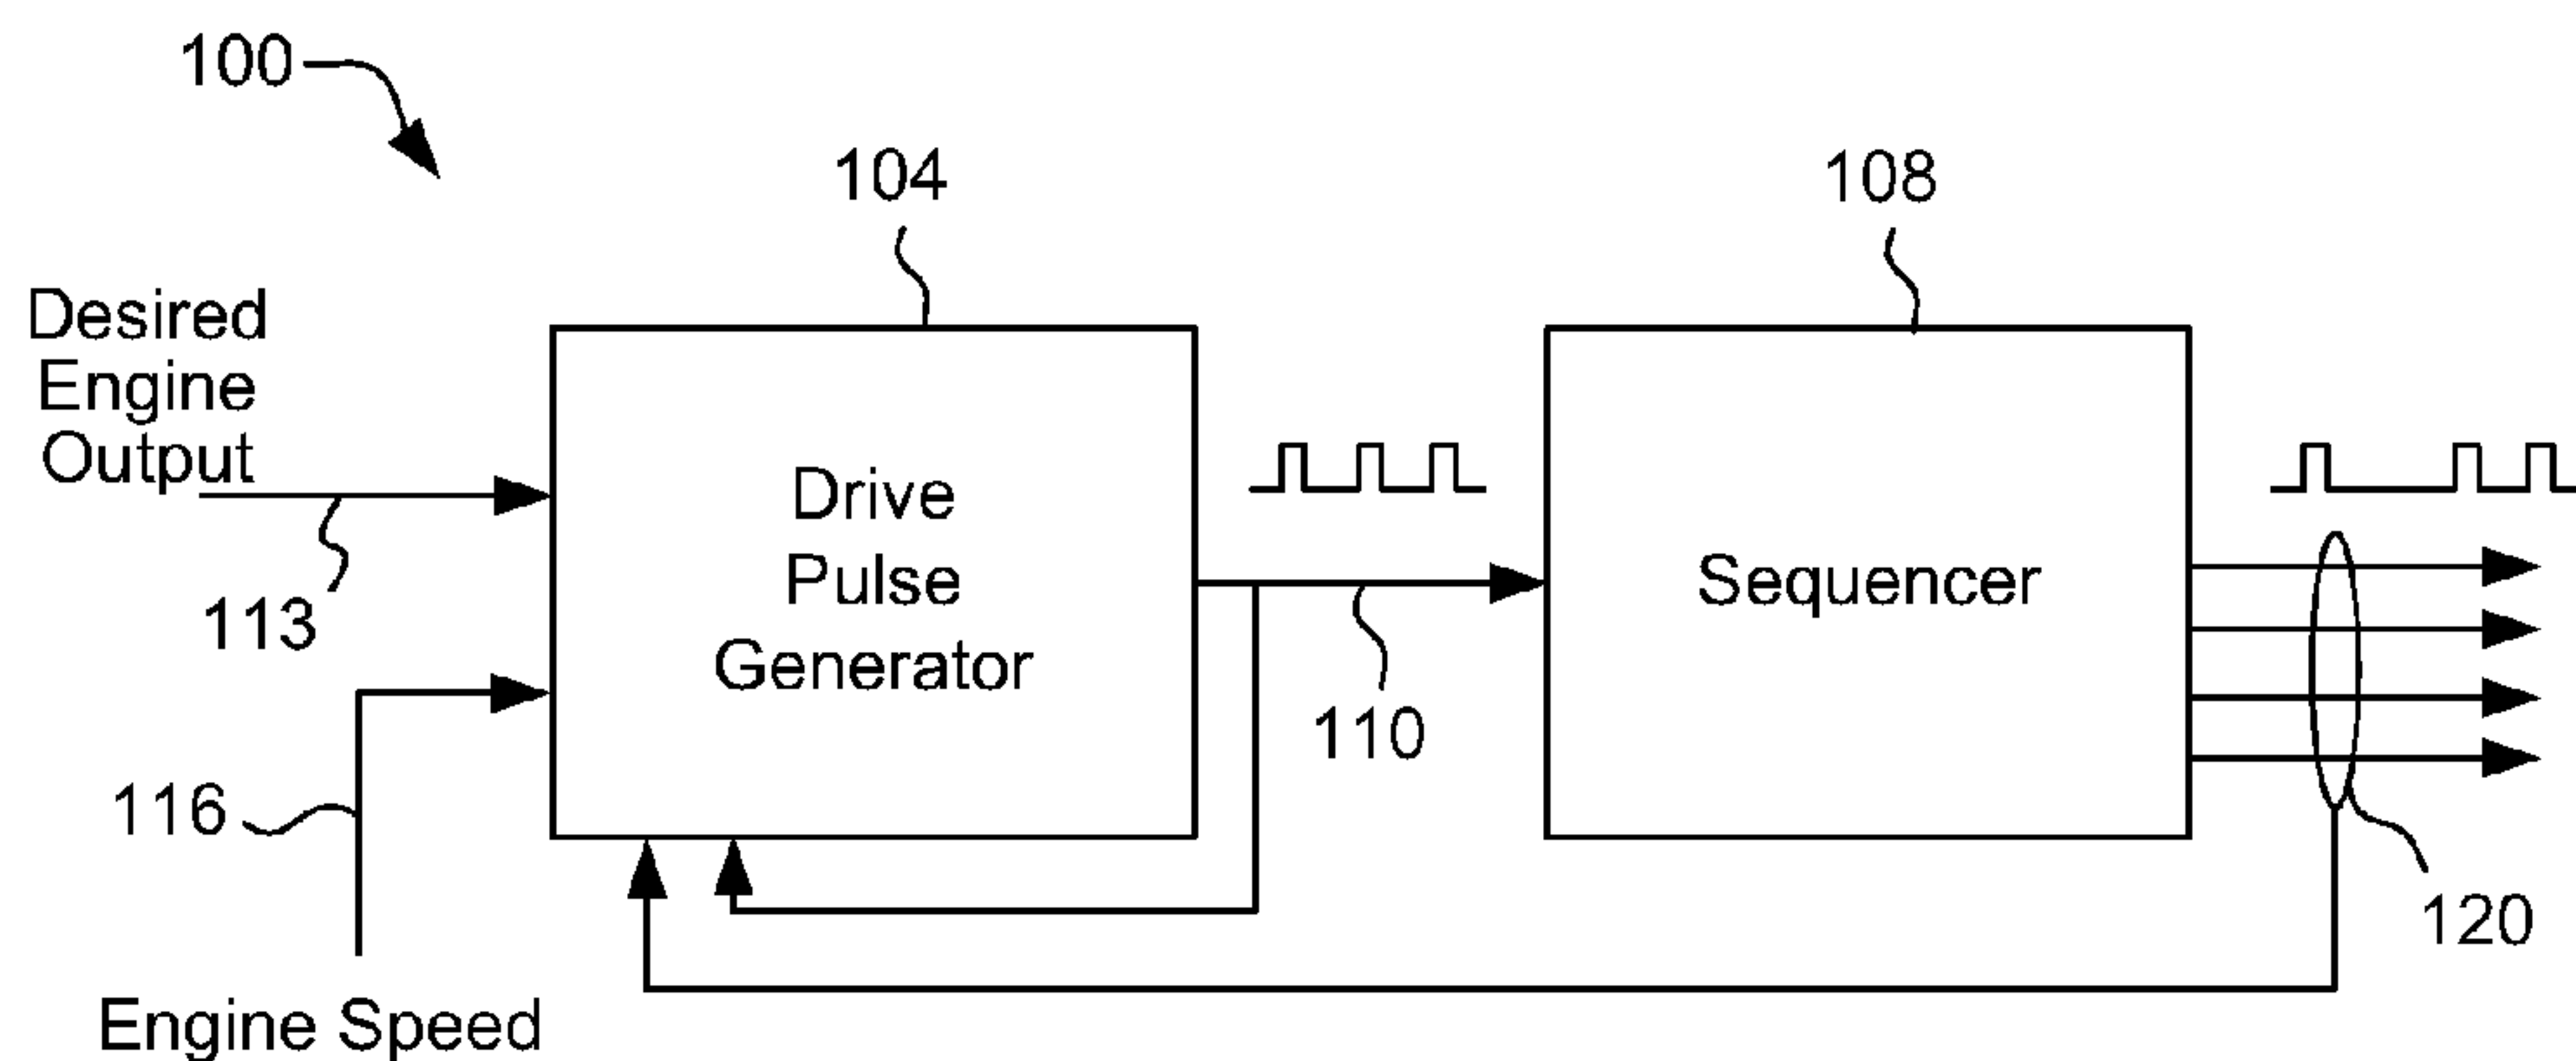 100
104
108
Desired
Engine
Output
113
Drive
Pulse
Generator
110
Sequencer
116
120
Engine Speed